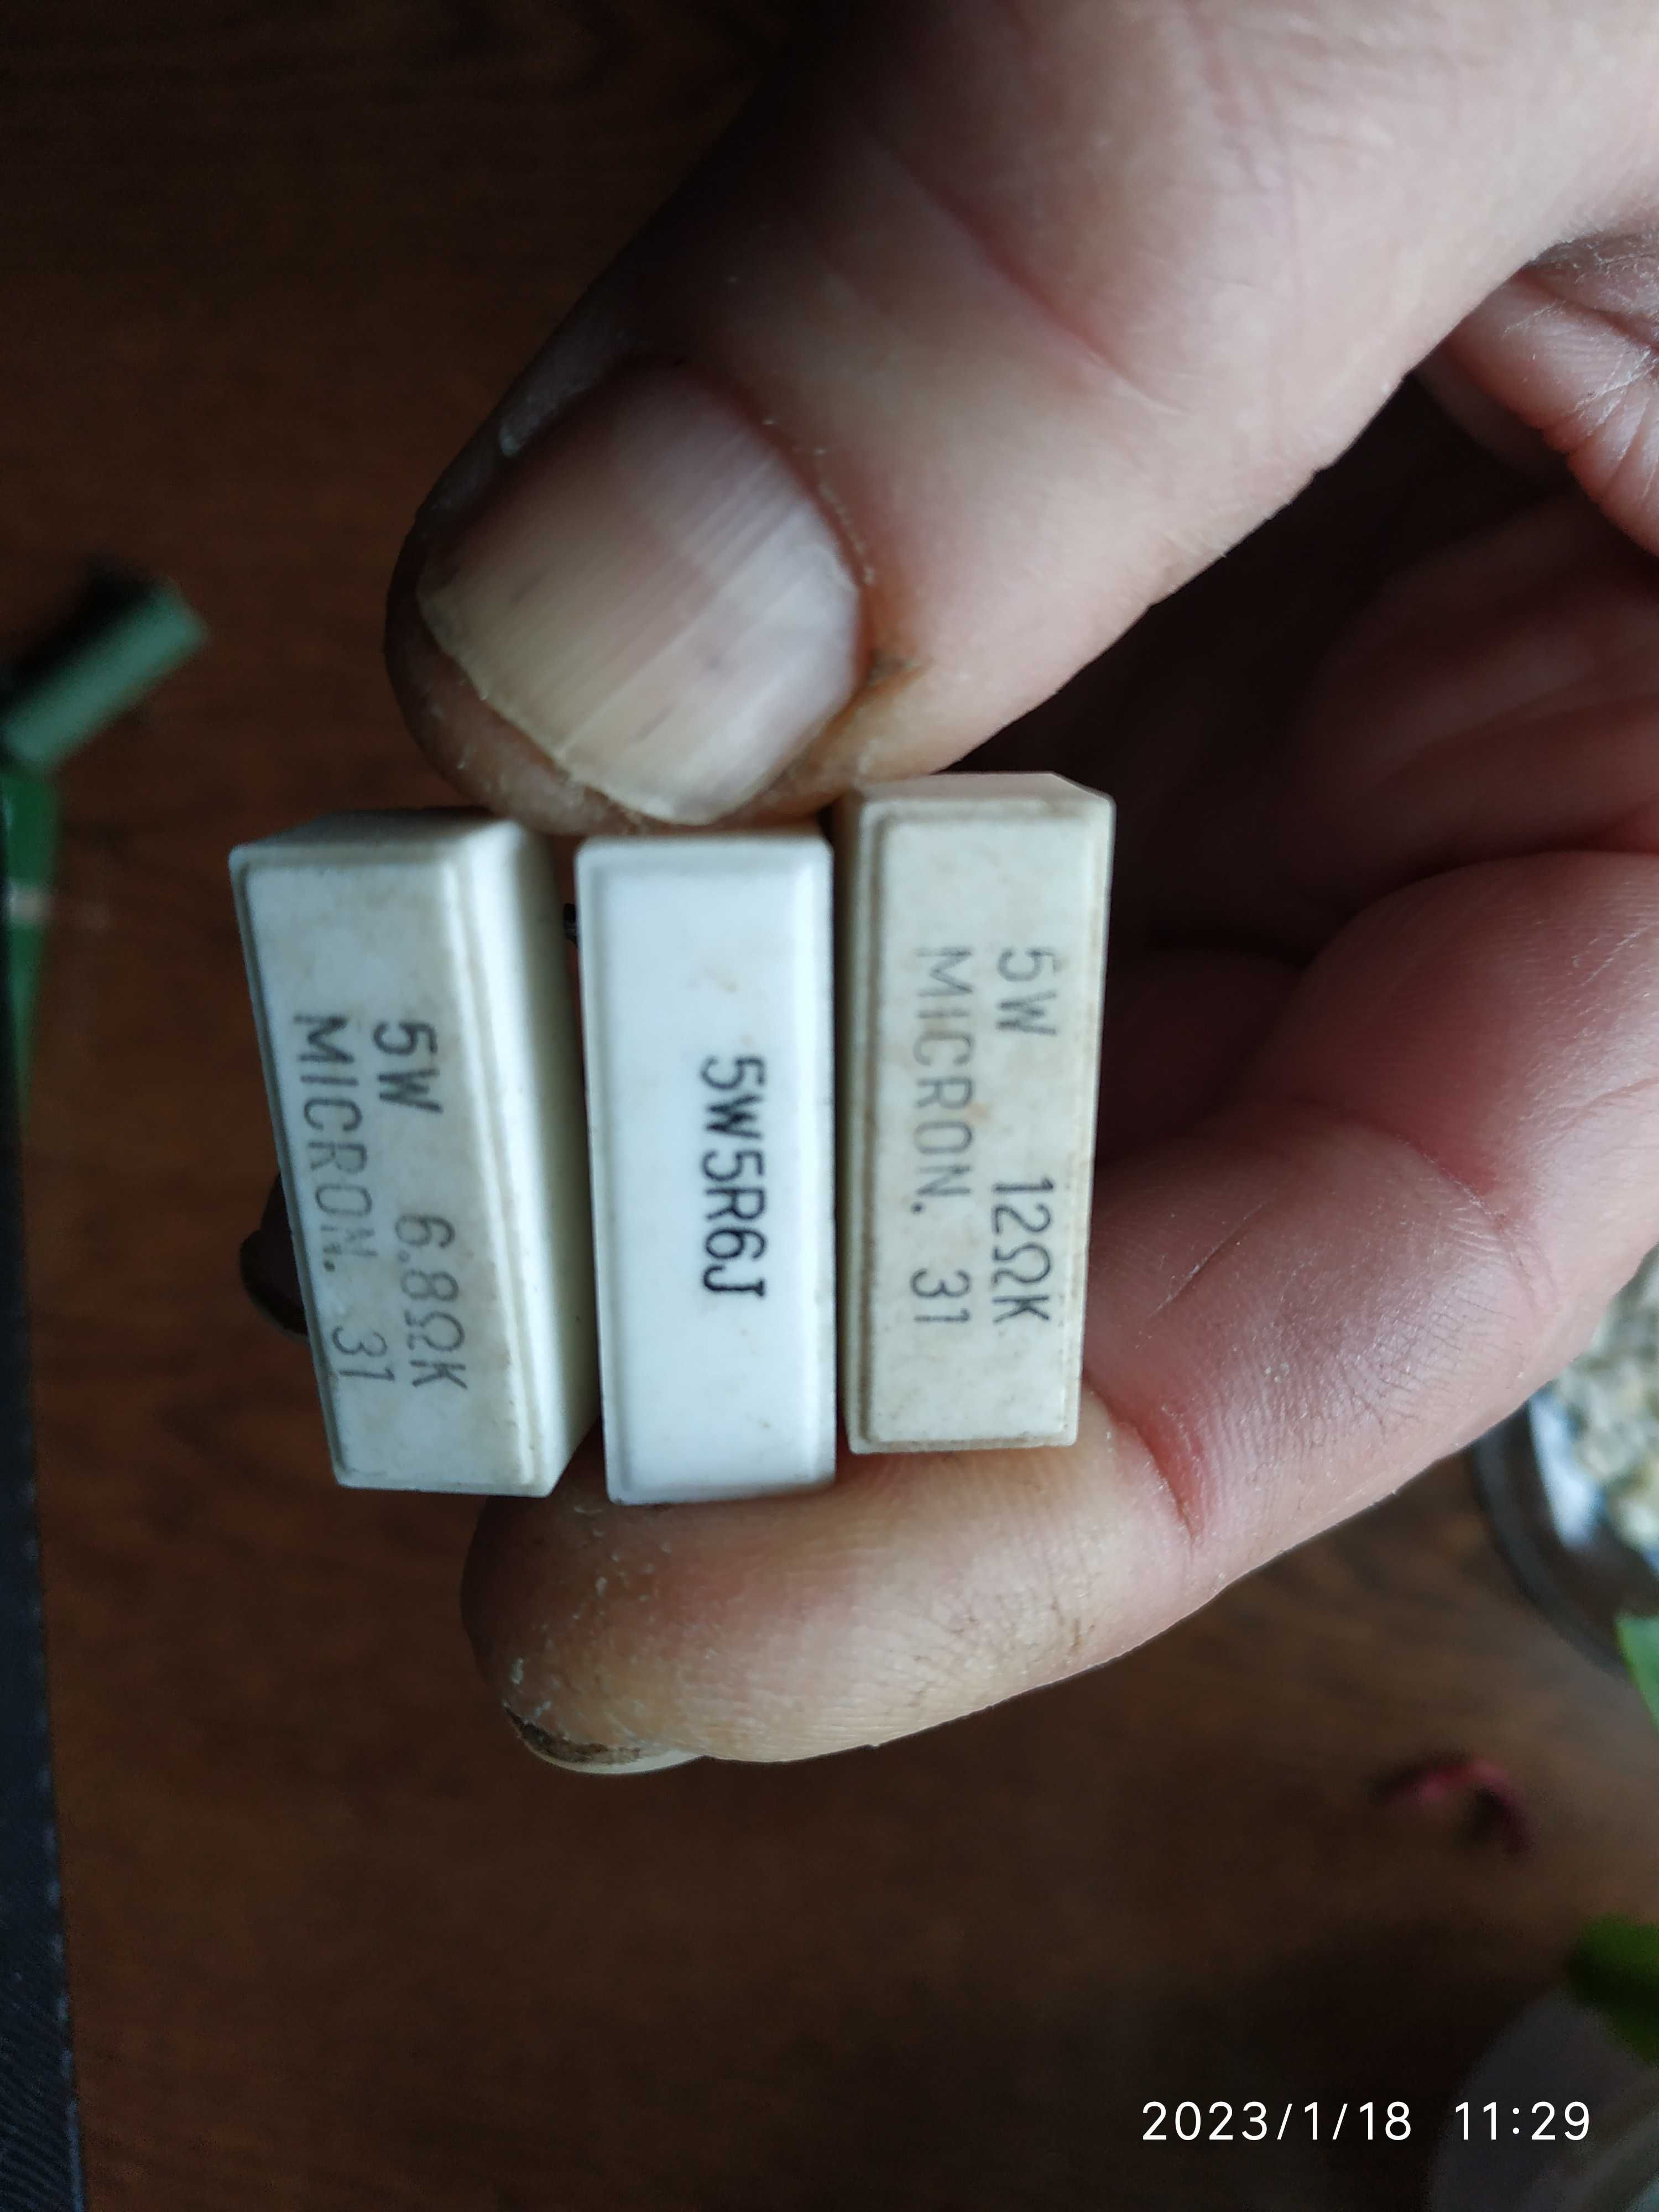 5W 6.8ΩK
MICRON. 31
5W5R6J
5W 12ΩK
MICRON. 31
2023/1/18 11:29